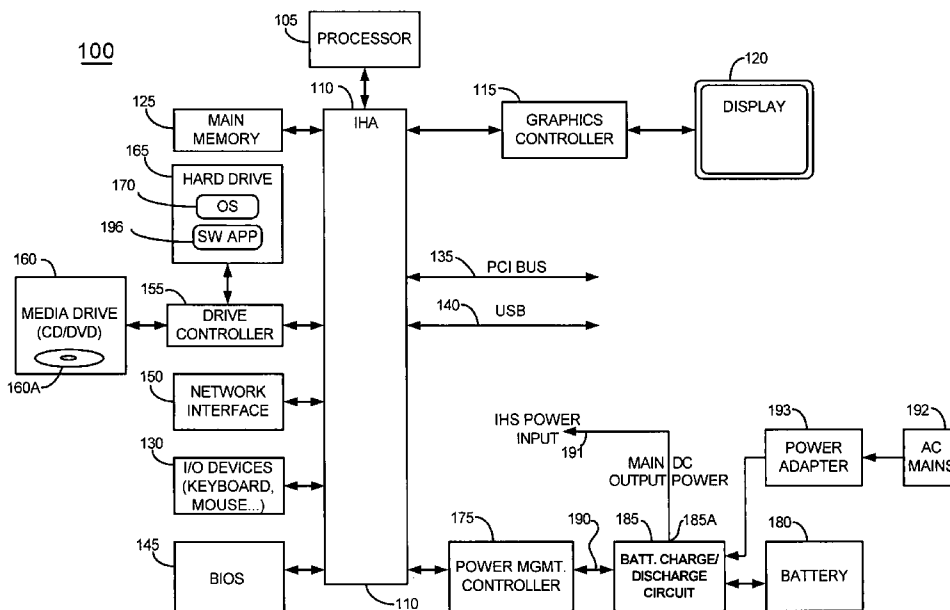 100
105
PROCESSOR
110
IHA
125
MAIN
MEMORY
115
GRAPHICS
CONTROLLER
120
DISPLAY
165
HARD DRIVE
170
OS
196
SW APP
135
PCI BUS
160
MEDIA DRIVE
(CD/DVD)
160A
155
DRIVE
CONTROLLER
140
USB
150
NETWORK
INTERFACE
IHS POWER
INPUT
191
MAIN
OUTPUT
DC
POWER
193
POWER
ADAPTER
192
AC
MAINS
130
I/O DEVICES
(KEYBOARD,
MOUSE...)
145
BIOS
110
175
POWER MGMT.
CONTROLLER
190
185
185A
BATT. CHARGE/
DISCHARGE
CIRCUIT
180
BATTERY